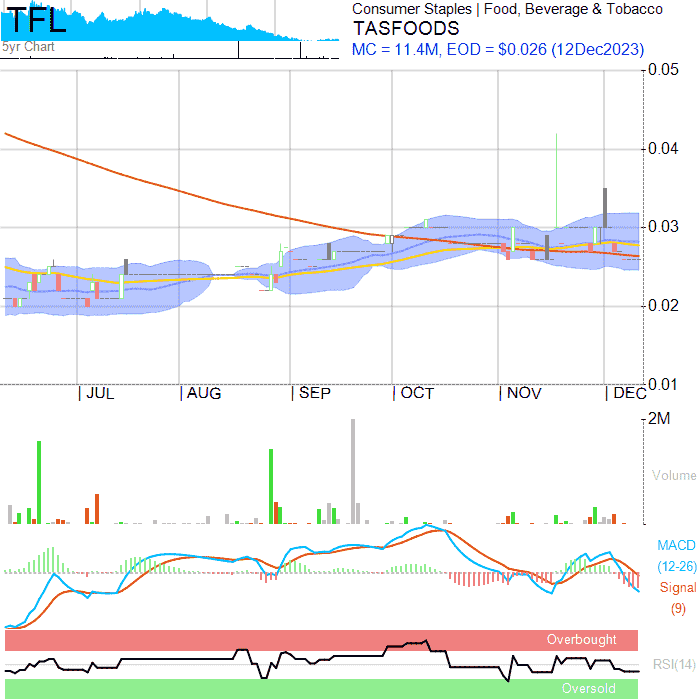 TFL
5yr Chart
Consumer Staples | Food, Beverage & Tobacco
TASFOODS
MC = 11.4M, EOD = $0.026 (12Dec2023)
0.05
0.04
0.03
0.02
0.01
| JUL | AUG | SEP | OCT | NOV | DEC
2M
Volume
MACD
(12-26)
Signal
(9)
Overbought
RSI(14)
Oversold